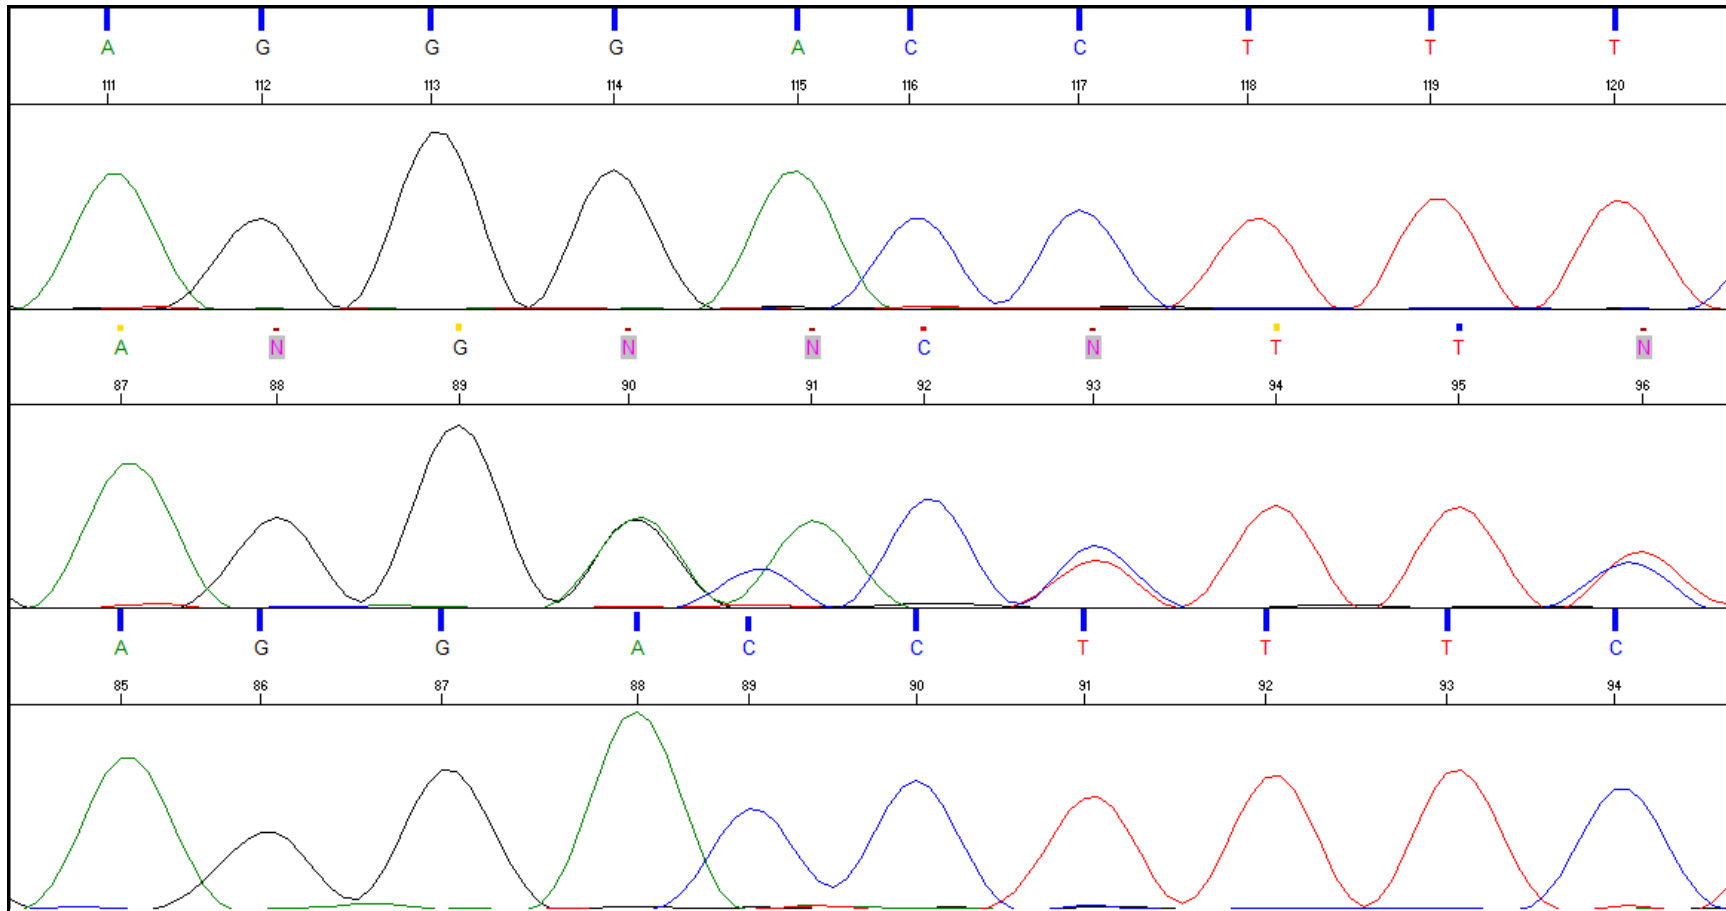 A G G G A C C T T T
111 112 113 114 115 116 117 118 119 120
A N G N N C N T T N
87 88 89 90 91 92 93 94 95 96
A G G A C C T T T C
85 86 87 88 89 90 91 92 93 94